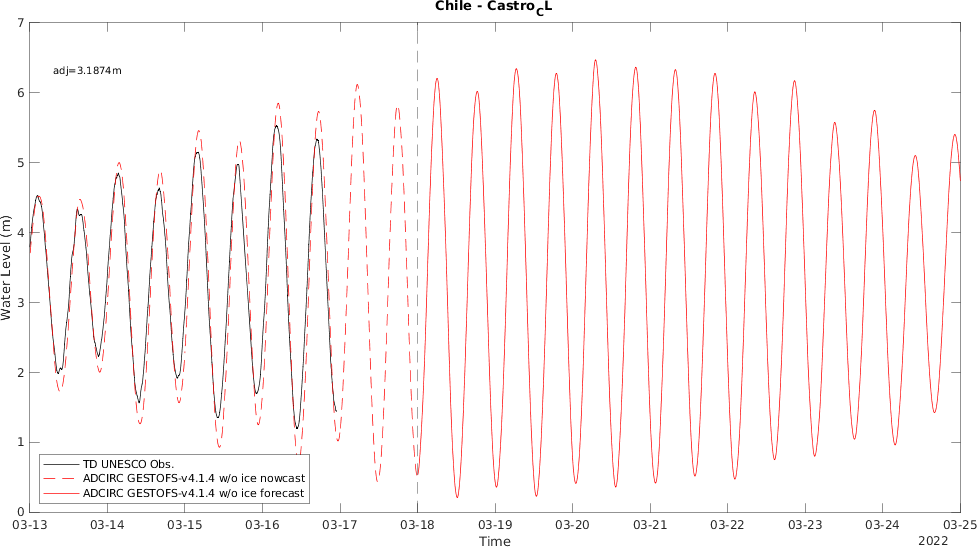 Chile - CastroCL
7
adj=3.1874m
6
5
4
Water Level (m)
3
2
1
0
TD UNESCO Obs.
ADCIRC GESTOFS-v4.1.4 w/o ice nowcast
ADCIRC GESTOFS-v4.1.4 w/o ice forecast
03-13 03-14 03-15 03-16 03-17 03-18 03-19 03-20 03-21 03-22 03-23 03-24 03-25
Time
2022